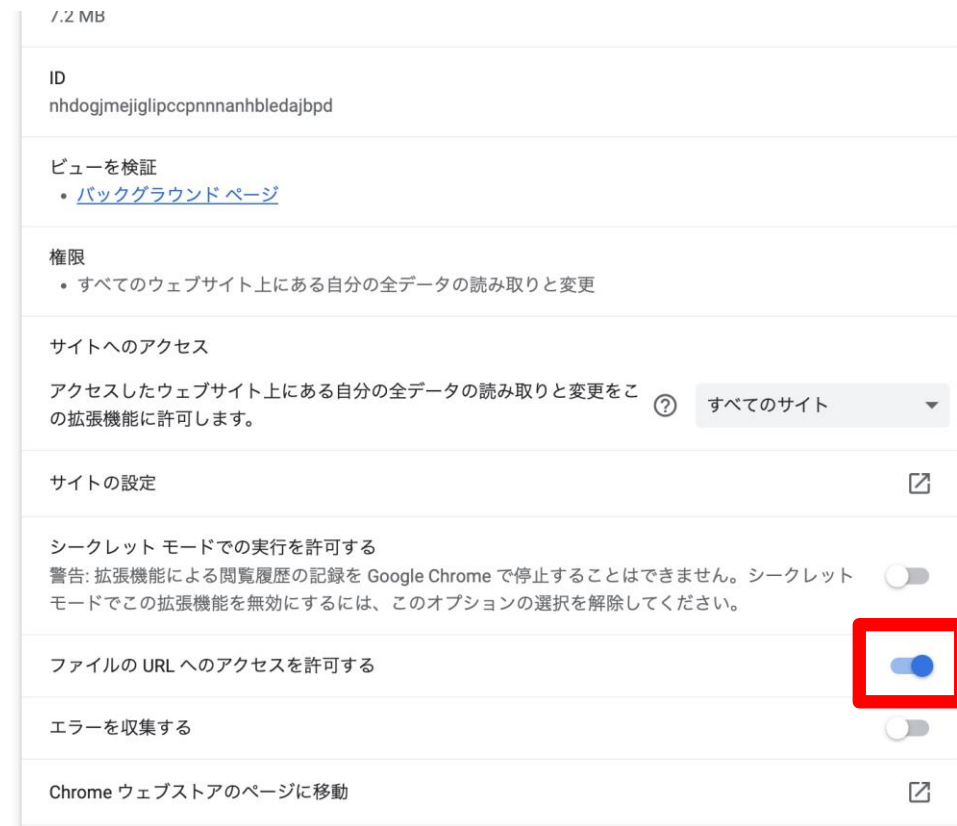 7.2 MB
ID
nhdogjmejiglipccpnnnanhbledajbpd
ビューを検証
• バックグラウンド ページ
権限
• すべてのウェブサイト上にある自分の全データの読み取りと変更
サイトへのアクセス
アクセスしたウェブサイト上にある自分の全データの読み取りと変更をこ
の拡張機能に許可します。
すべてのサイト
サイトの設定
シークレット モードでの実行を許可する
警告: 拡張機能による閲覧履歴の記録を Google Chrome で停止することはできません。シークレット
モードでこの拡張機能を無効にするには、このオプションの選択を解除してください。
ファイルの URL へのアクセスを許可する
エラーを収集する
Chrome ウェブストアのページに移動